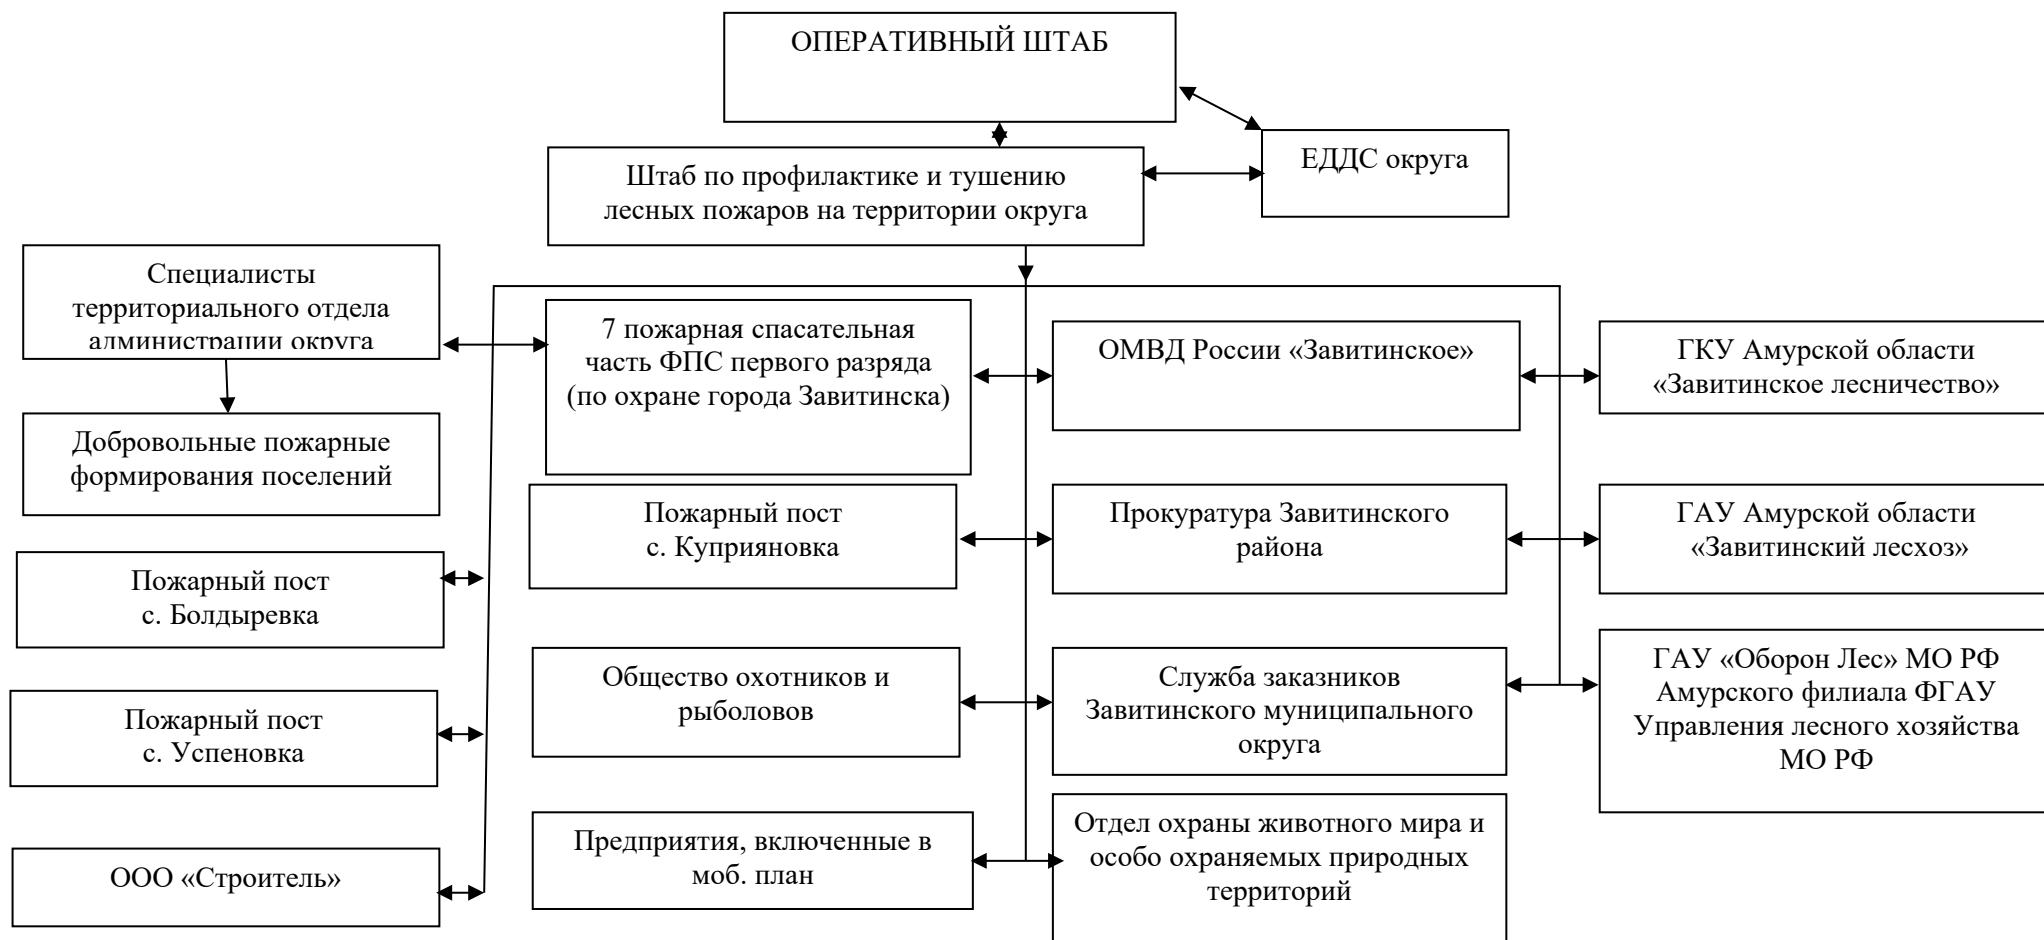 ОПЕРАТИВНЫЙ ШТАБ
ЕДДС округа
Штаб по профилактике и тушению
лесных пожаров на территории округа
Специалисты
территориального отдела
администрации округа
7 пожарная спасательная
часть ФПС первого разряда
(по охране города Завитинска)
ОМВД России «Завитинское»
ГКУ Амурской области
«Завитинское лесничество»
Добровольные пожарные
формирования поселений
Пожарный пост
с. Куприяновка
Прокуратура Завитинского
района
ГАУ Амурской области
«Завитинский лесхоз»
Пожарный пост
с. Болдыревка
Общество охотников и
рыболовов
Служба заказников
Завитинского муниципального
округа
ГАУ «Оборон Лес» МО РФ
Амурского филиала ФГАУ
Управления лесного хозяйства
МО РФ
Пожарный пост
с. Успеновка
Предприятия, включенные в
моб. план
Отдел охраны животного мира и
особо охраняемых природных
территорий
ООО «Строитель»